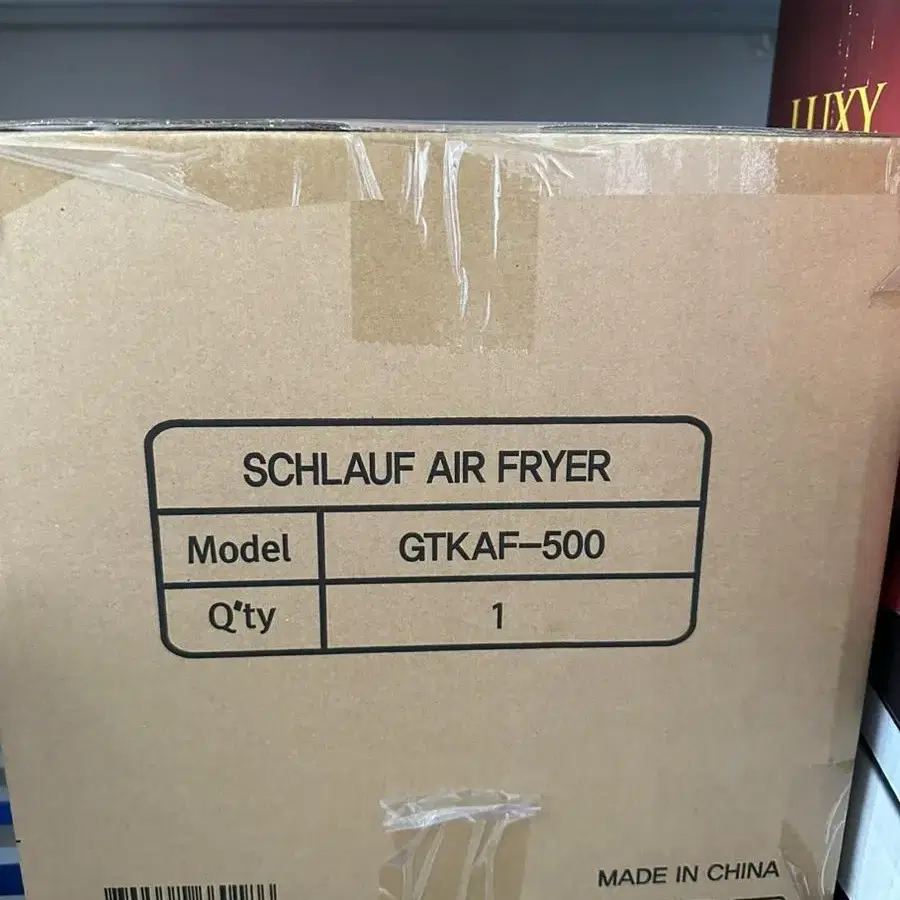 LUXY
SCHLAUF AIR FRYER
Model GTKAF-500
Q'ty 1
MADE IN CHINA